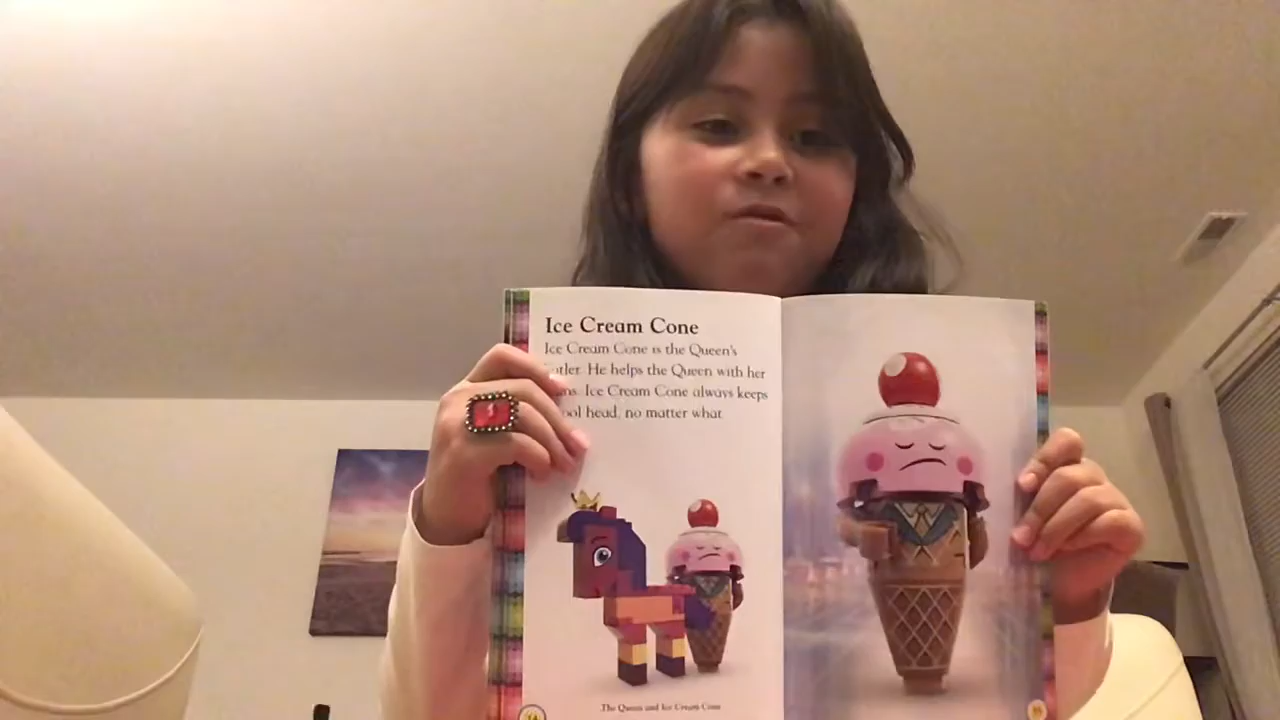 Ice Cream Cone
Ice Cream Cone is the Queen's
He helps the Queen with her
Ice Cream Cone always keeps
head, no matter what.
The Queen and Ice Cream Cone